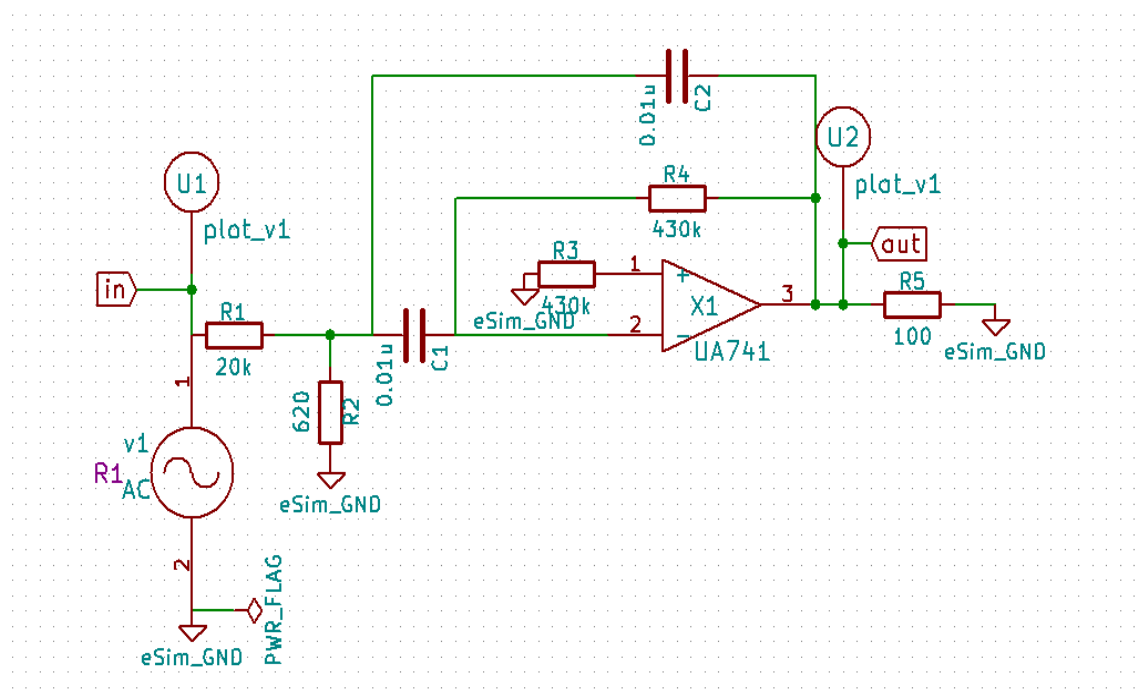 0.01u
C2
U2
plot_v1
U1
plot_v1
R4
430k
out
in
R3
430k
eSim_GND
1
+
X1
3
2
-
UA741
R5
100
eSim_GND
R1
20k
0.01u
C1
620
R2
eSim_GND
1
v1
R1
AC
2
PWR_FLAG
eSim_GND